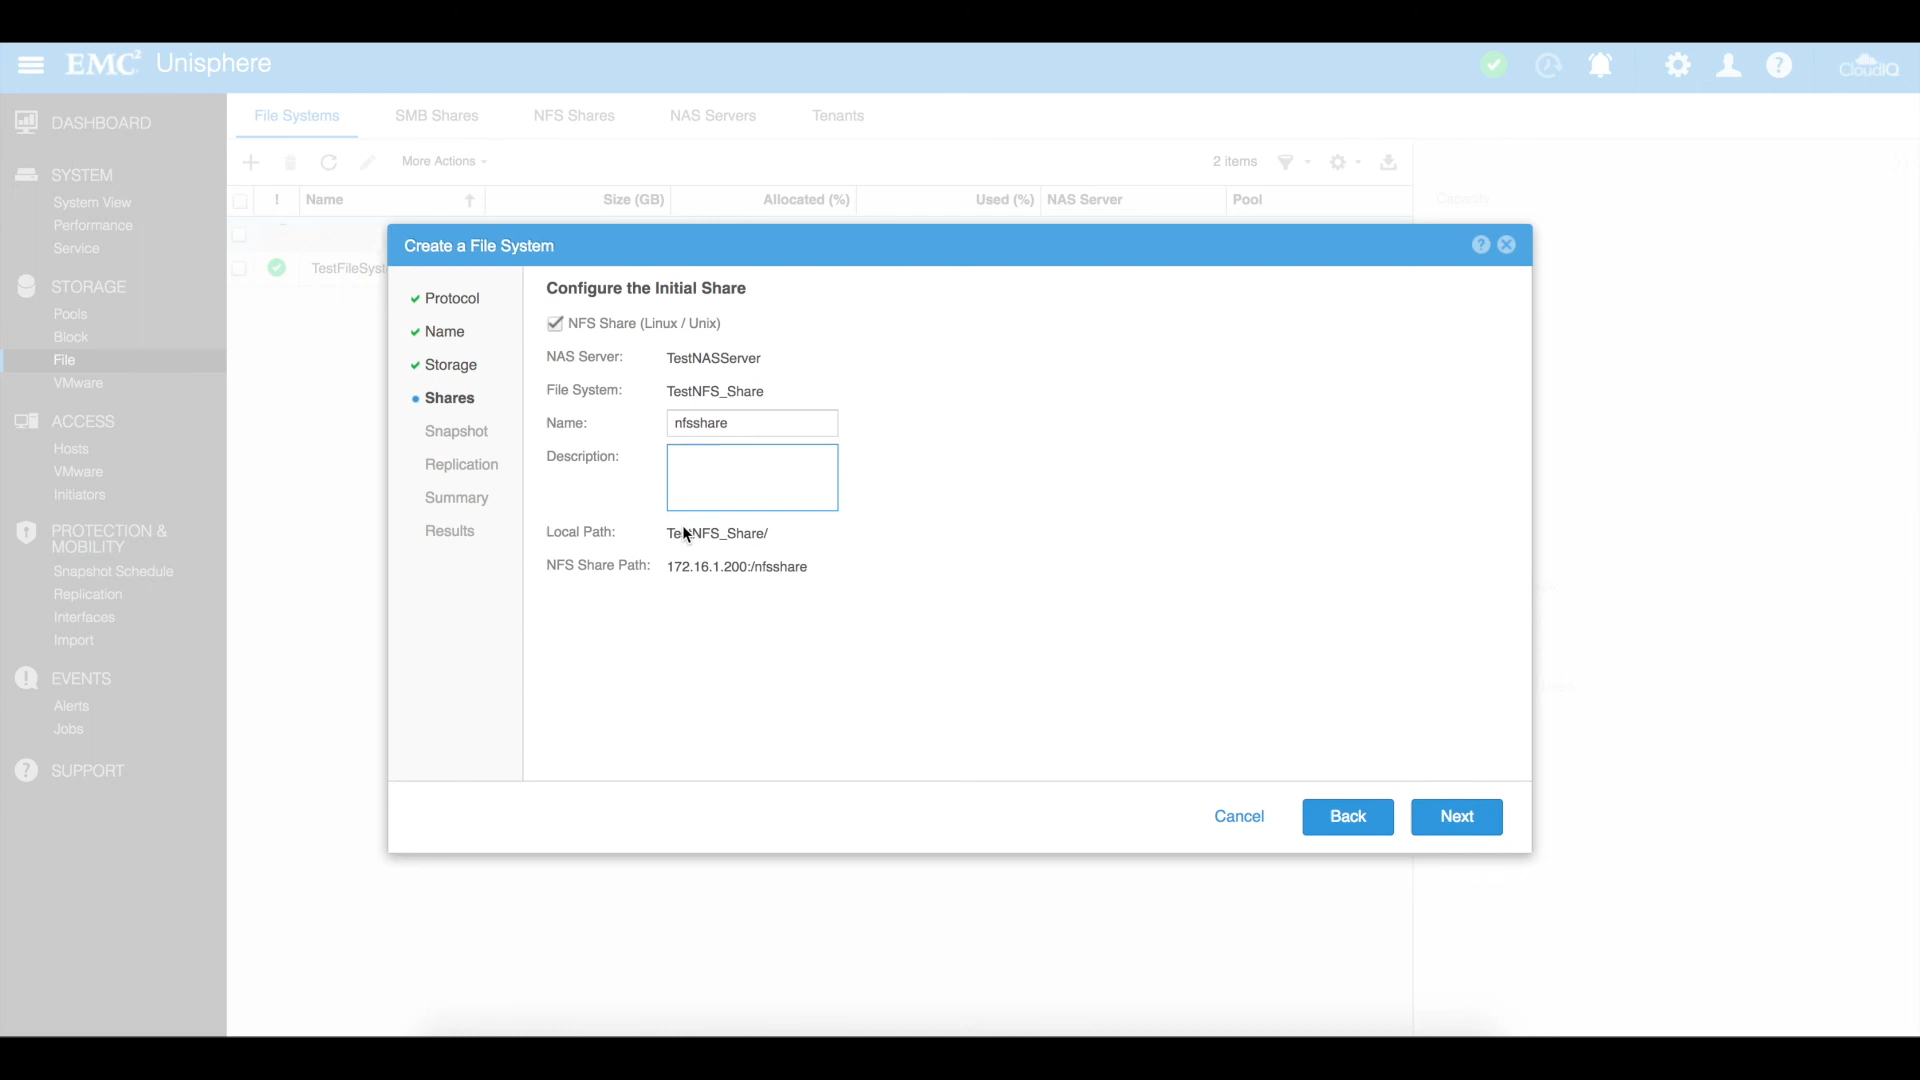 EMC² Unisphere
CloudIQ
DASHBOARD
SYSTEM
System View
Performance
Service
STORAGE
Pools
Block
File
VMware
ACCESS
Hosts
VMware
Initiators
PROTECTION &
MOBILITY
Snapshot Schedule
Replication
Interfaces
Import
EVENTS
Alerts
Jobs
SUPPORT
File Systems SMB Shares NFS Shares NAS Servers Tenants
More Actions 2 items
! Name Size (GB) Allocated (%) Used (%) NAS Server Pool
Capacity
TestFileSyst
Create a File System
Protocol
Name
Storage
Shares
Snapshot
Replication
Summary
Results
Configure the Initial Share
NFS Share (Linux / Unix)
NAS Server: TestNASServer
File System: TestNFS_Share
Name: nfsshare
Description:
Local Path: TestNFS_Share/
NFS Share Path: 172.16.1.200:/nfsshare
Cancel Back Next